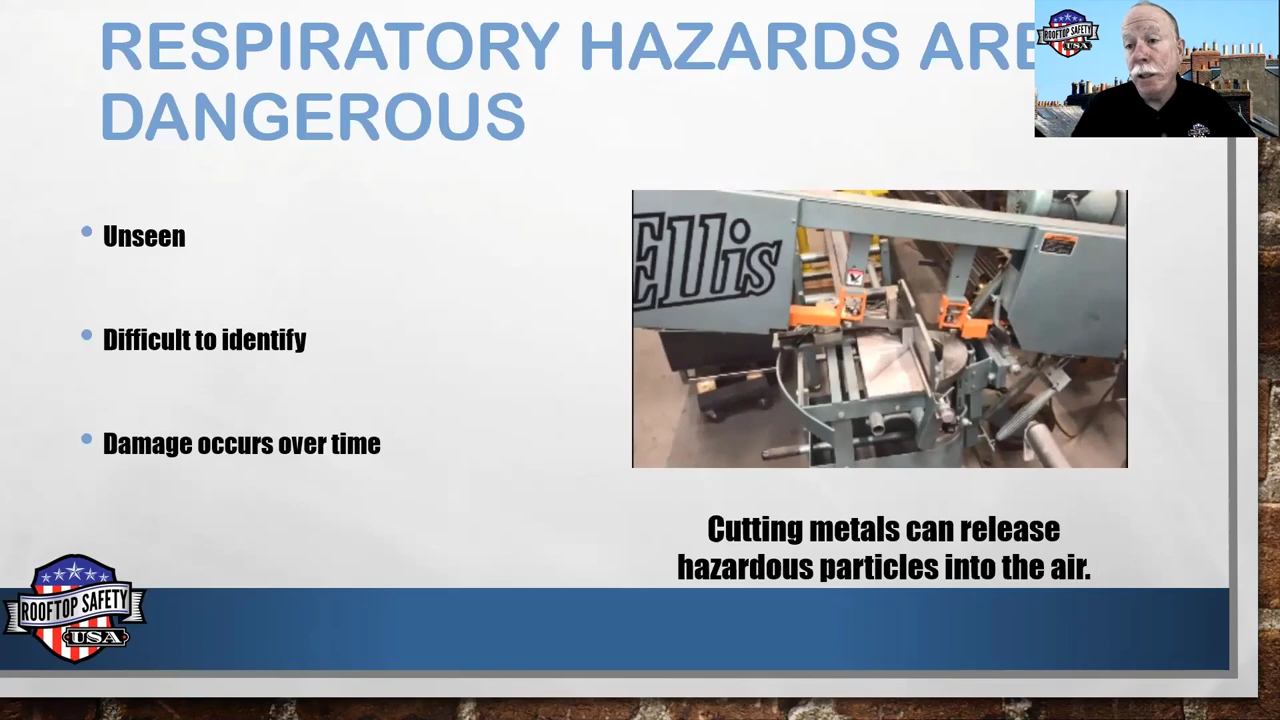 RESPIRATORY HAZARDS ARE
DANGEROUS
ROOFTOP SAFETY
USA
• Unseen
• Difficult to identify
• Damage occurs over time
Ellis
Cutting metals can release
hazardous particles into the air.
ROOFTOP SAFETY
USA